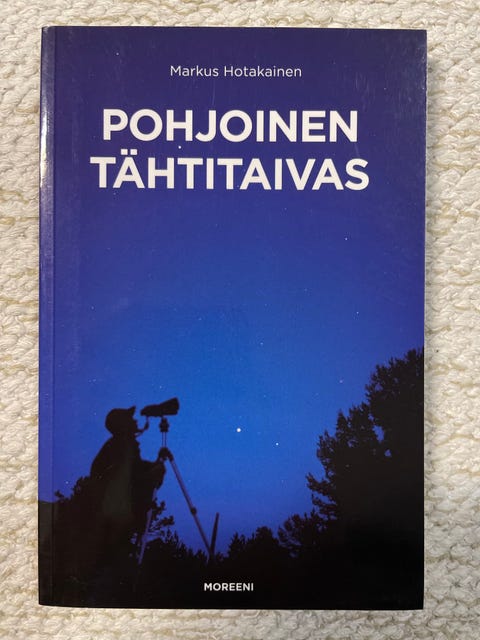 Markus Hotakainen
POHJOINEN
TÄHTITAIVAS
MOREENI